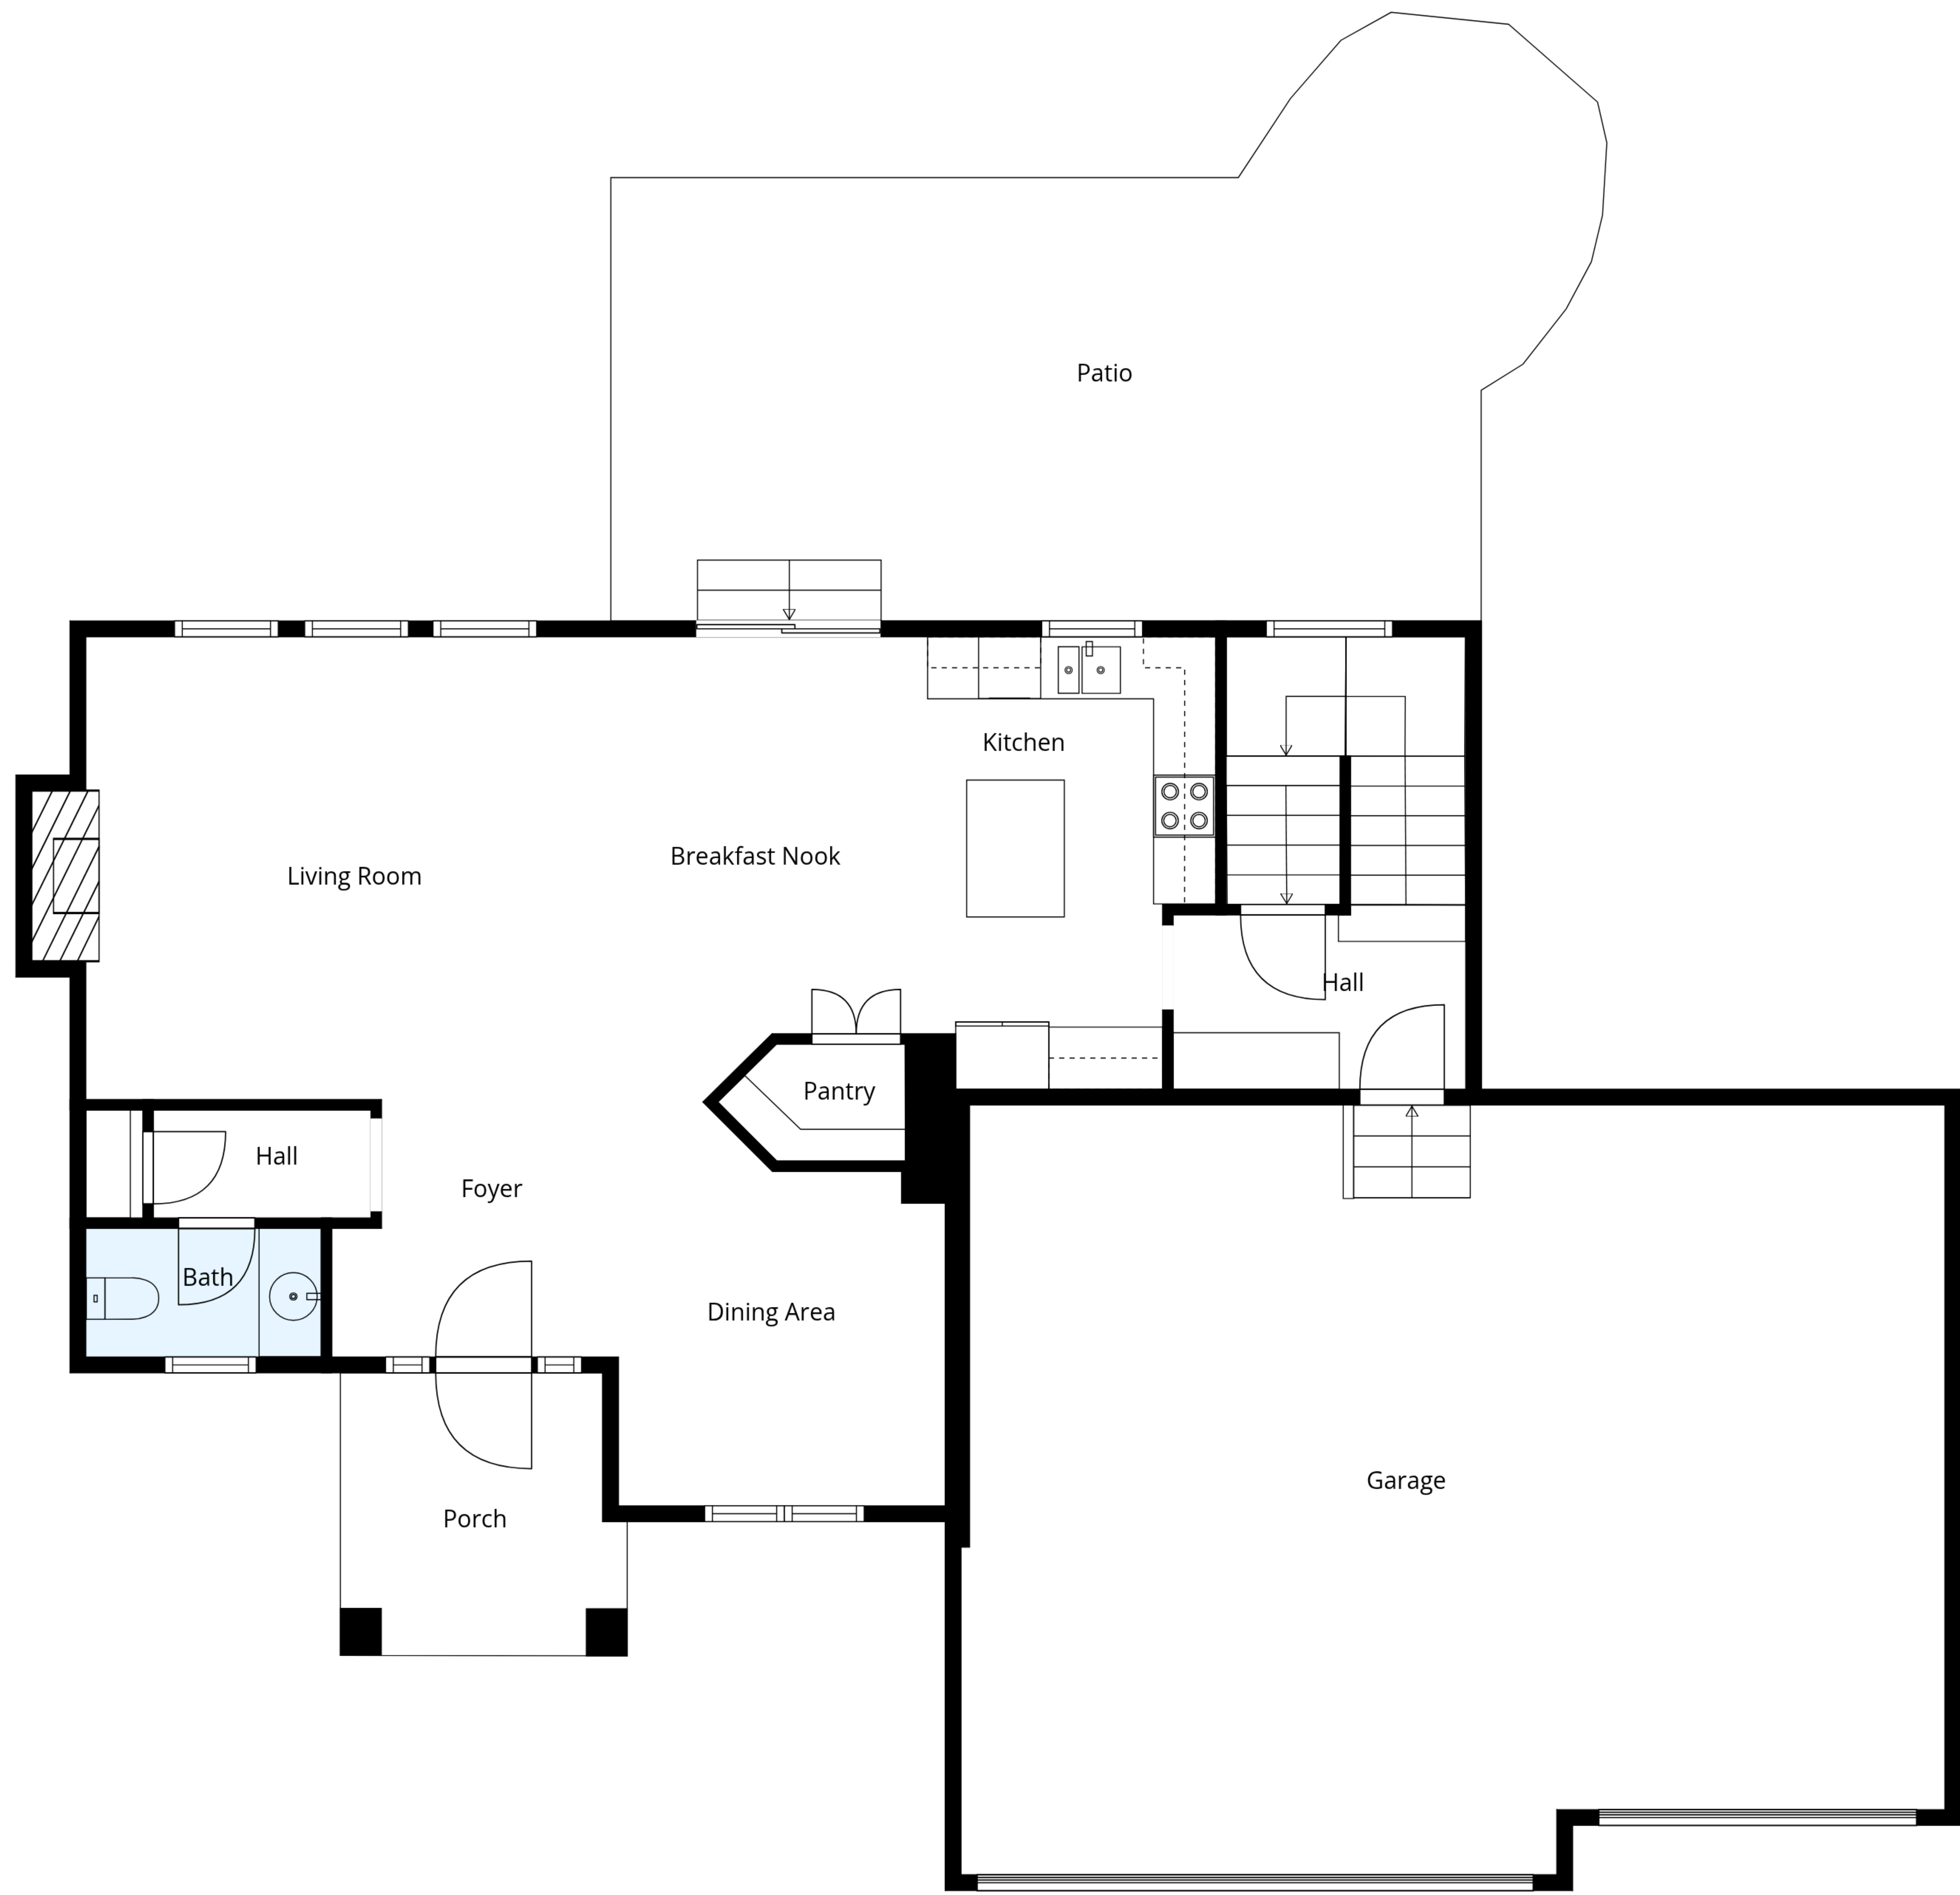 Patio
Kitchen
Breakfast Nook
Living Room
Hall
Pantry
Hall
Foyer
Bath
Dining Area
Garage
Porch